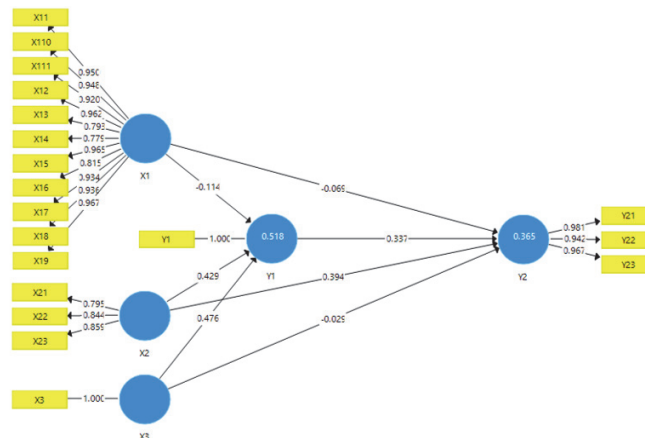 X11
X110
X111
X12
X13
X14
X15
X16
X17
X18
X19
0.950
0.948
0.920
0.962
0.793
0.779
0.965
0.815
0.934
0.936
0.967
X1
-0.114
-0.069
Y1
1.000
0.518
Y1
0.337
0.365
Y2
0.981
0.942
0.967
Y21
Y22
Y23
0.429
0.394
0.476
-0.029
X21
X22
X23
0.795
0.844
0.859
X2
X3
1.000
X3